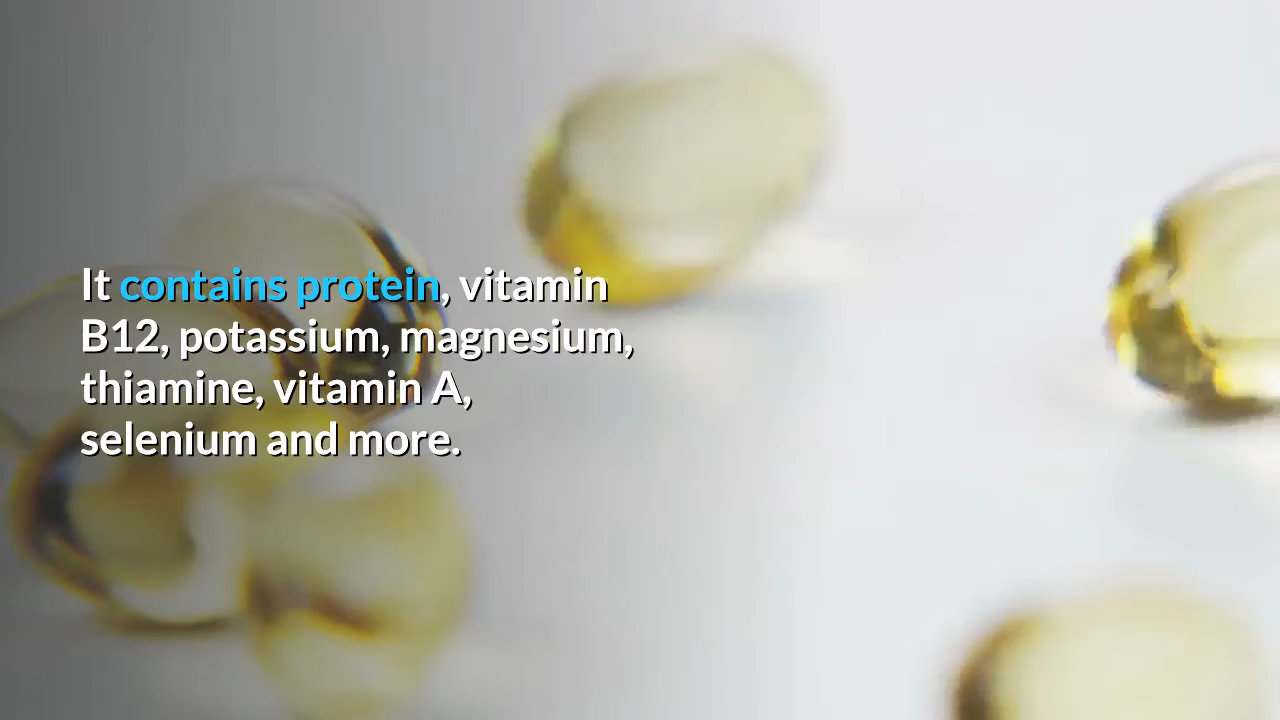 It contains protein, vitamin
B12, potassium, magnesium,
thiamine, vitamin A,
selenium and more.